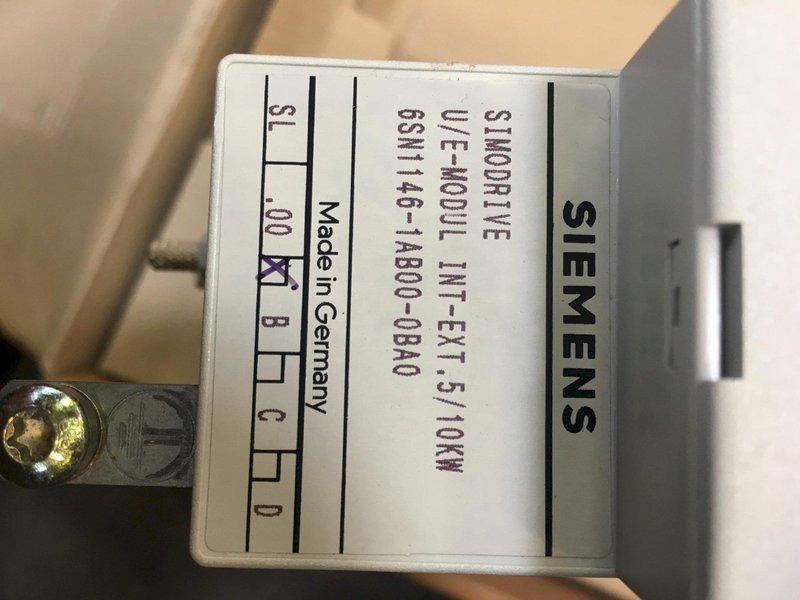 SIEMENS
SIMODRIVE
U/E-MODUL INT-EXT.5/10KW
6SN1146-1AB00-0BA0
Made in Germany
SL .00 X B C D